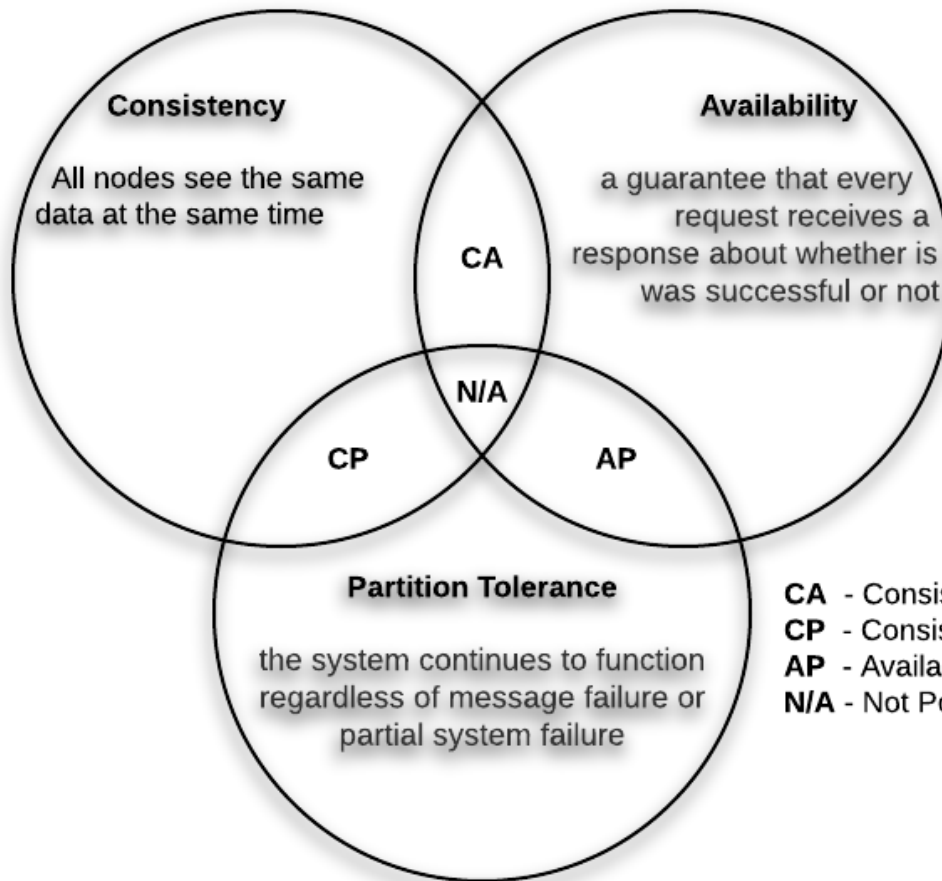 Consistency
All nodes see the same
data at the same time
Availability
a guarantee that every
request receives a
response about whether is
was successful or not
CA
N/A
CP
AP
Partition Tolerance
the system continues to function
regardless of message failure or
partial system failure
CA - Consis
CP - Consis
AP - Availa
N/A - Not Po